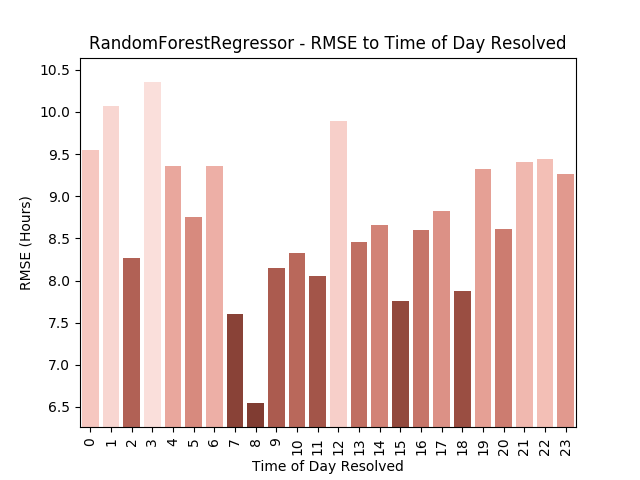 RandomForestRegressor - RMSE to Time of Day Resolved
10.5
10.0
9.5
9.0
8.5
8.0
7.5
7.0
6.5
RMSE (Hours)
0 1 2 3 4 5 6 7 8 9 10 11 12 13 14 15 16 17 18 19 20 21 22 23
Time of Day Resolved